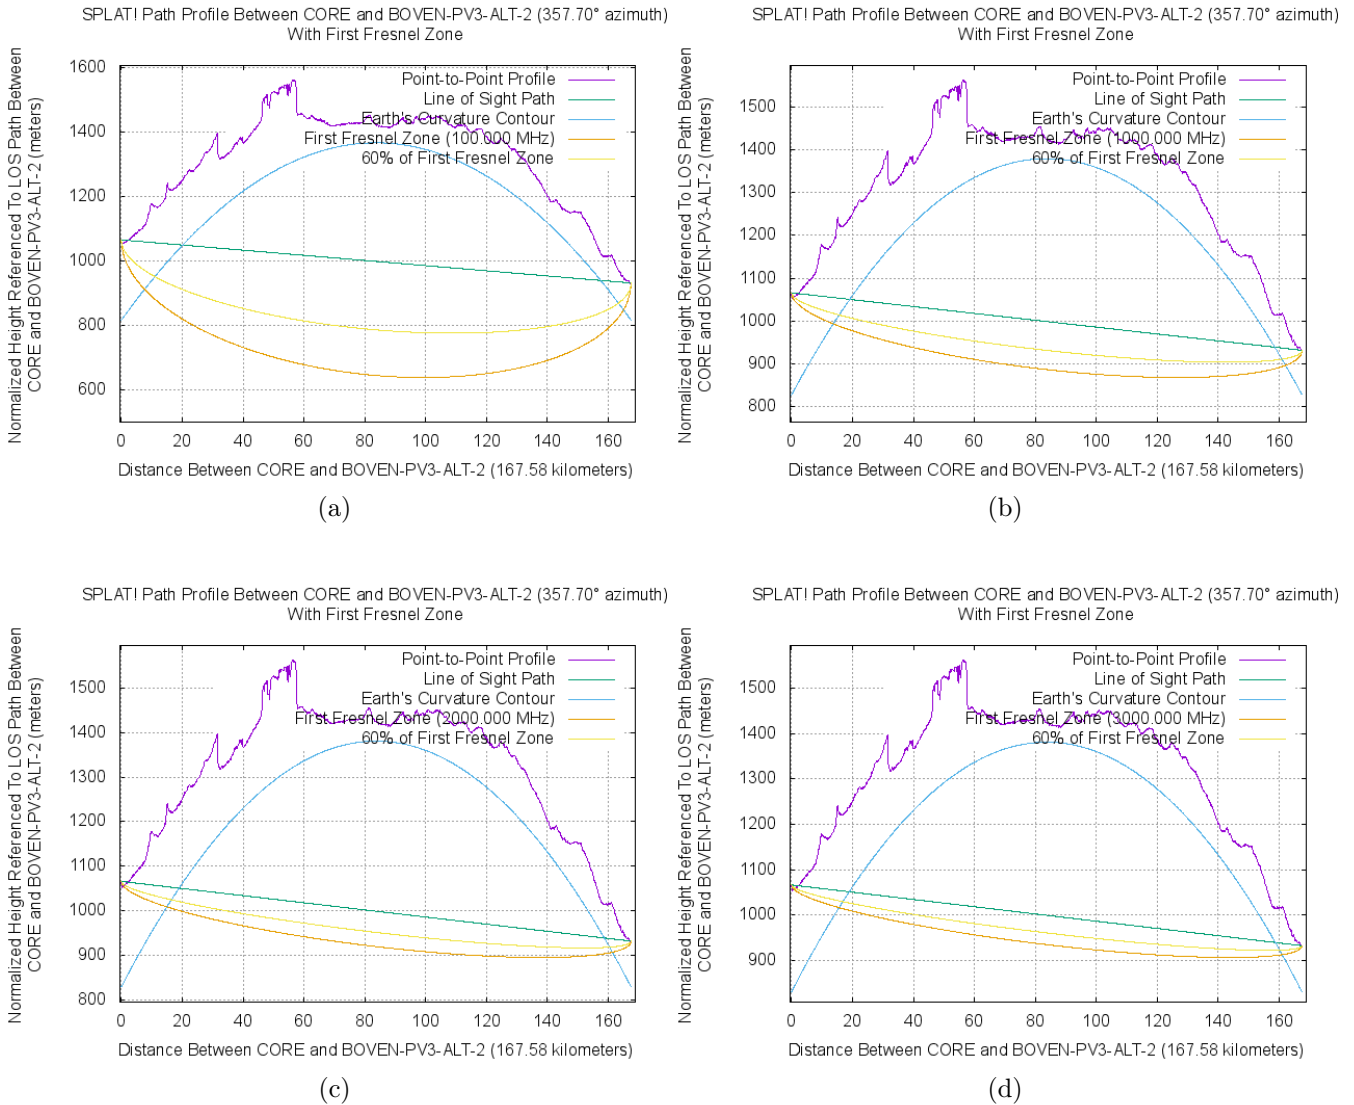 SPLAT! Path Profile Between CORE and BOVEN-PV3-ALT-2 (357.70° azimuth)
With First Fresnel Zone
Normalized Height Referenced To LOS Path Between
CORE and BOVEN-PV3-ALT-2 (meters)
1600
1400
1200
1000
800
600
Point-to-Point Profile
Line of Sight Path
Earth's Curvature Contour
First Fresnel Zone (100.000 MHz)
60% of First Fresnel Zone
0 20 40 60 80 100 120 140 160
Distance Between CORE and BOVEN-PV3-ALT-2 (167.58 kilometers)
(a)
SPLAT! Path Profile Between CORE and BOVEN-PV3-ALT-2 (357.70° azimuth)
With First Fresnel Zone
Normalized Height Referenced To LOS Path Between
CORE and BOVEN-PV3-ALT-2 (meters)
1500
1400
1300
1200
1100
1000
900
800
Point-to-Point Profile
Line of Sight Path
Earth's Curvature Contour
First Fresnel Zone (1000.000 MHz)
60% of First Fresnel Zone
0 20 40 60 80 100 120 140 160
Distance Between CORE and BOVEN-PV3-ALT-2 (167.58 kilometers)
(b)
SPLAT! Path Profile Between CORE and BOVEN-PV3-ALT-2 (357.70° azimuth)
With First Fresnel Zone
Normalized Height Referenced To LOS Path Between
CORE and BOVEN-PV3-ALT-2 (meters)
1500
1400
1300
1200
1100
1000
900
800
Point-to-Point Profile
Line of Sight Path
Earth's Curvature Contour
First Fresnel Zone (2000.000 MHz)
60% of First Fresnel Zone
0 20 40 60 80 100 120 140 160
Distance Between CORE and BOVEN-PV3-ALT-2 (167.58 kilometers)
(c)
SPLAT! Path Profile Between CORE and BOVEN-PV3-ALT-2 (357.70° azimuth)
With First Fresnel Zone
Normalized Height Referenced To LOS Path Between
CORE and BOVEN-PV3-ALT-2 (meters)
1500
1400
1300
1200
1100
1000
900
Point-to-Point Profile
Line of Sight Path
Earth's Curvature Contour
First Fresnel Zone (3000.000 MHz)
60% of First Fresnel Zone
0 20 40 60 80 100 120 140 160
Distance Between CORE and BOVEN-PV3-ALT-2 (167.58 kilometers)
(d)